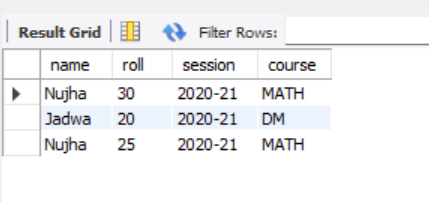 Result Grid Filter Rows:
name roll session course
Nujha 30 2020-21 MATH
Jadwa 20 2020-21 DM
Nujha 25 2020-21 MATH